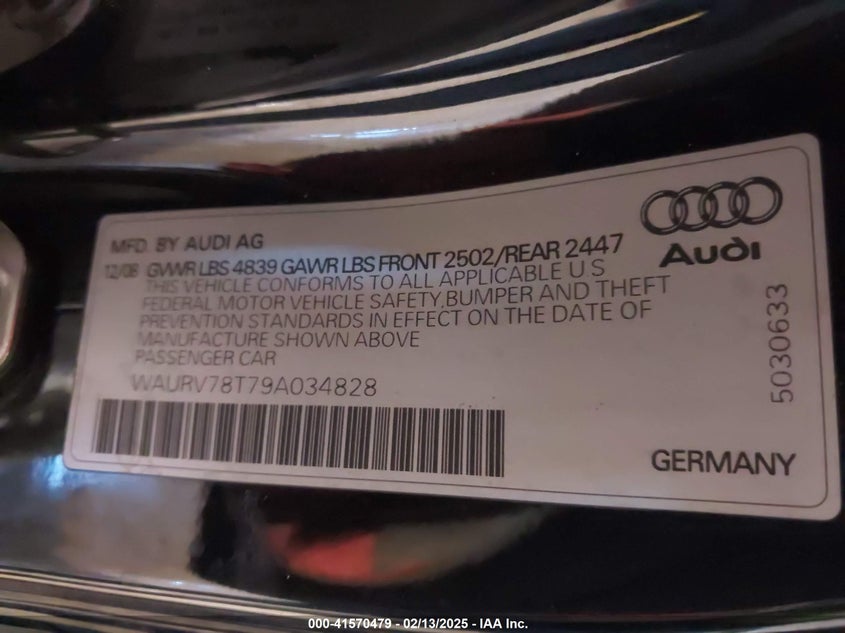 MFD. BY AUDI AG
12/08 GVWR LBS 4839 GAWR LBS FRONT 2502/REAR 2447
THIS VEHICLE CONFORMS TO ALL APPLICABLE U S
FEDERAL MOTOR VEHICLE SAFETY, BUMPER AND THEFT
PREVENTION STANDARDS IN EFFECT ON THE DATE OF
MANUFACTURE SHOWN ABOVE
PASSENGER CAR
WAURV78T79A034828
Audi
5030633
GERMANY
000-41570479 - 02/13/2025 - IAA Inc.